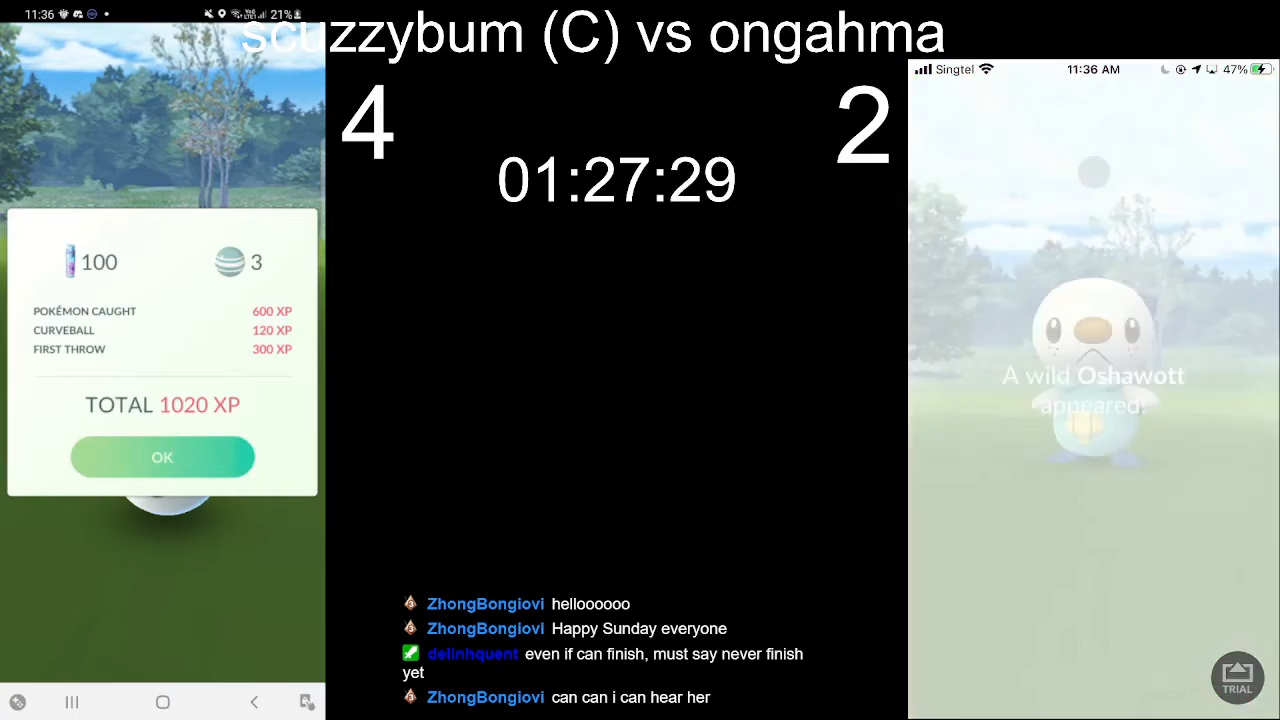 11:36
21%
scuzzybum (C) vs ongahma
4
2
01:27:29
100
3
POKÉMON CAUGHT 600 XP
CURVEBALL 120 XP
FIRST THROW 300 XP
TOTAL 1020 XP
OK
Singtel 11:36 AM 47%
A wild Oshawott
appeared!
TRIAL
ZhongBongiovi helloooooo
ZhongBongiovi Happy Sunday everyone
delinhquent even if can finish, must say never finish
yet
ZhongBongiovi can can i can hear her